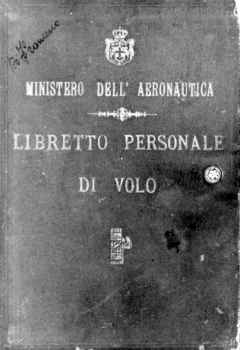 MINISTERO DELL' AERONAUTICA
LIBRETTO PERSONALE
DI VOLO